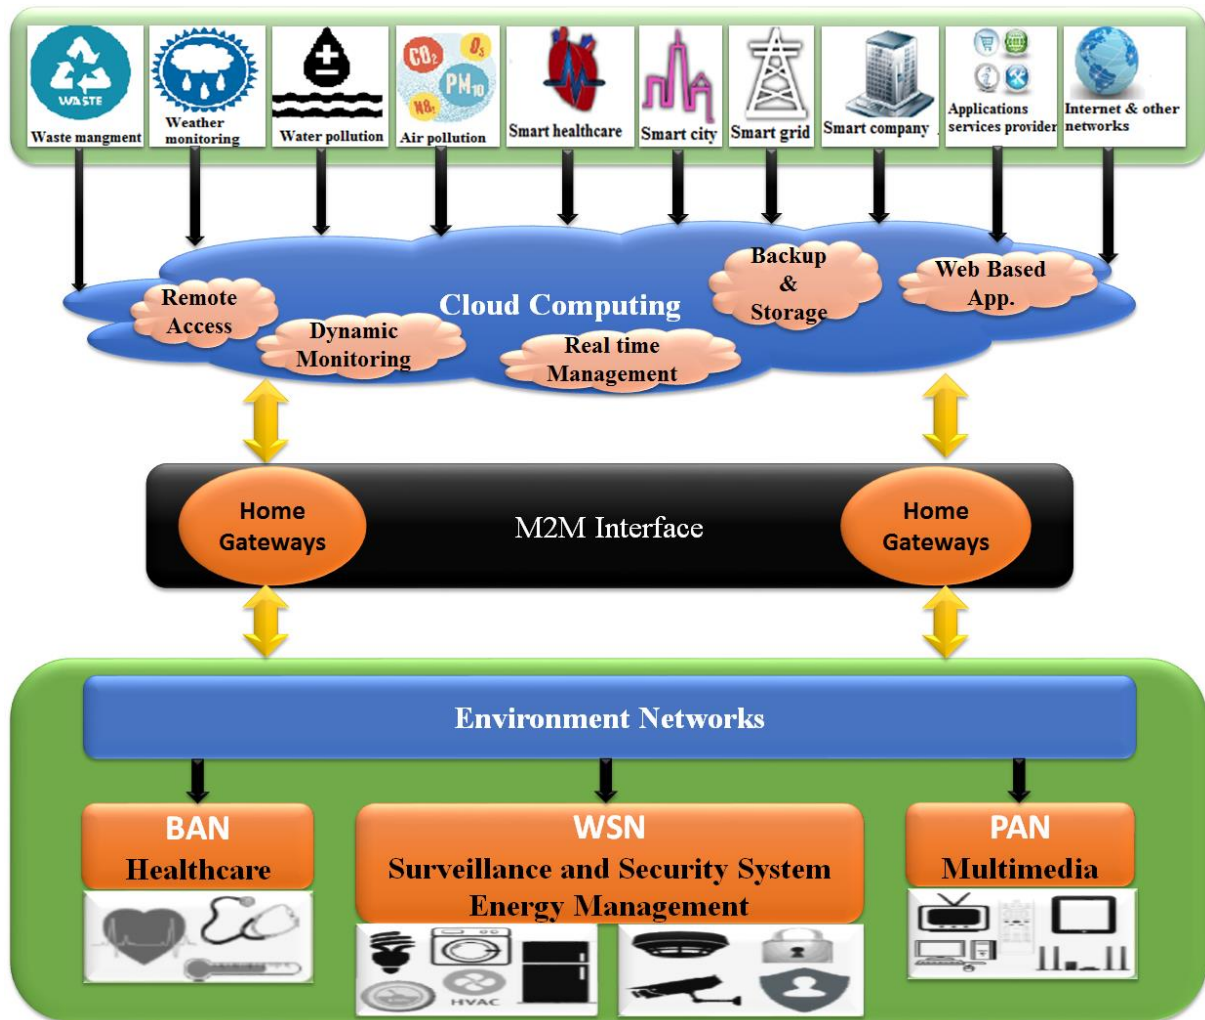 WASTE
Waste mangment
Weather
monitoring
Water pollution
CO2
O3
PM10
Air pollution
Smart healthcare
Smart city
Smart grid
Smart company
Applications
services provider
Internet & other
networks
Remote
Access
Dynamic
Monitoring
Cloud Computing
Real time
Management
Backup
&
Storage
Web Based
App.
Home
Gateways
M2M Interface
Home
Gateways
Environment Networks
BAN
Healthcare
WSN
Surveillance and Security System
Energy Management
PAN
Multimedia
HVAC